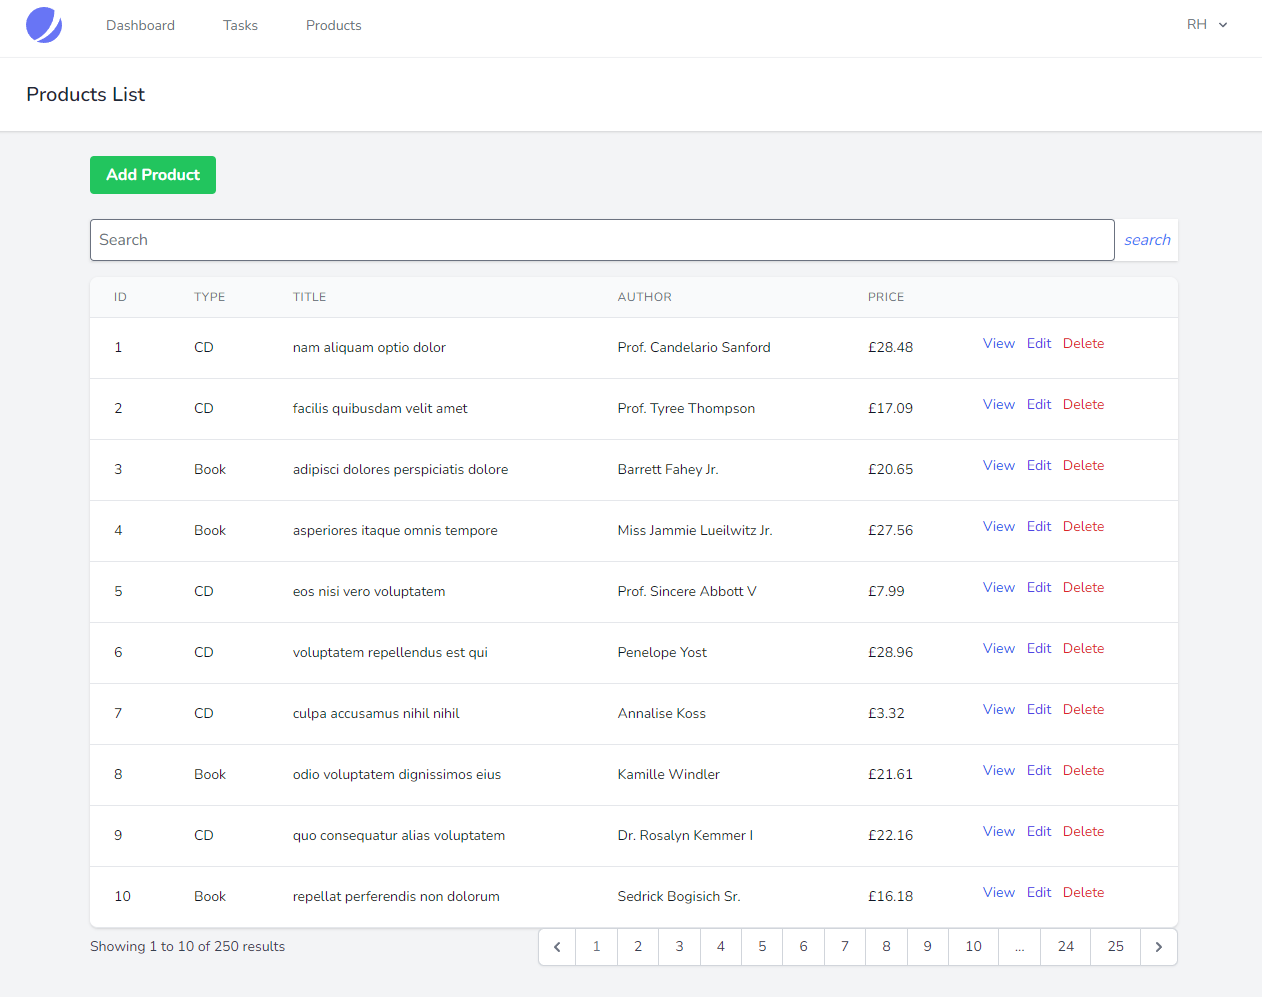 Dashboard Tasks Products RH
Products List
Add Product
Search search
ID TYPE TITLE AUTHOR PRICE
1 CD nam aliquam optio dolor Prof. Candelario Sanford £28.48 View Edit Delete
2 CD facilis quibusdam velit amet Prof. Tyree Thompson £17.09 View Edit Delete
3 Book adipisci dolores perspiciatis dolore Barrett Fahey Jr. £20.65 View Edit Delete
4 Book asperiores itaque omnis tempore Miss Jammie Lueilwitz Jr. £27.56 View Edit Delete
5 CD eos nisi vero voluptatem Prof. Sincere Abbott V £7.99 View Edit Delete
6 CD voluptatem repellendus est qui Penelope Yost £28.96 View Edit Delete
7 CD culpa accusamus nihil nihil Annalise Koss £3.32 View Edit Delete
8 Book odio voluptatem dignissimos eius Kamille Windler £21.61 View Edit Delete
9 CD quo consequatur alias voluptatem Dr. Rosalyn Kemmer I £22.16 View Edit Delete
10 Book repellat perferendis non dolorum Sedrick Bogisich Sr. £16.18 View Edit Delete
Showing 1 to 10 of 250 results 1 2 3 4 5 6 7 8 9 10 ... 24 25